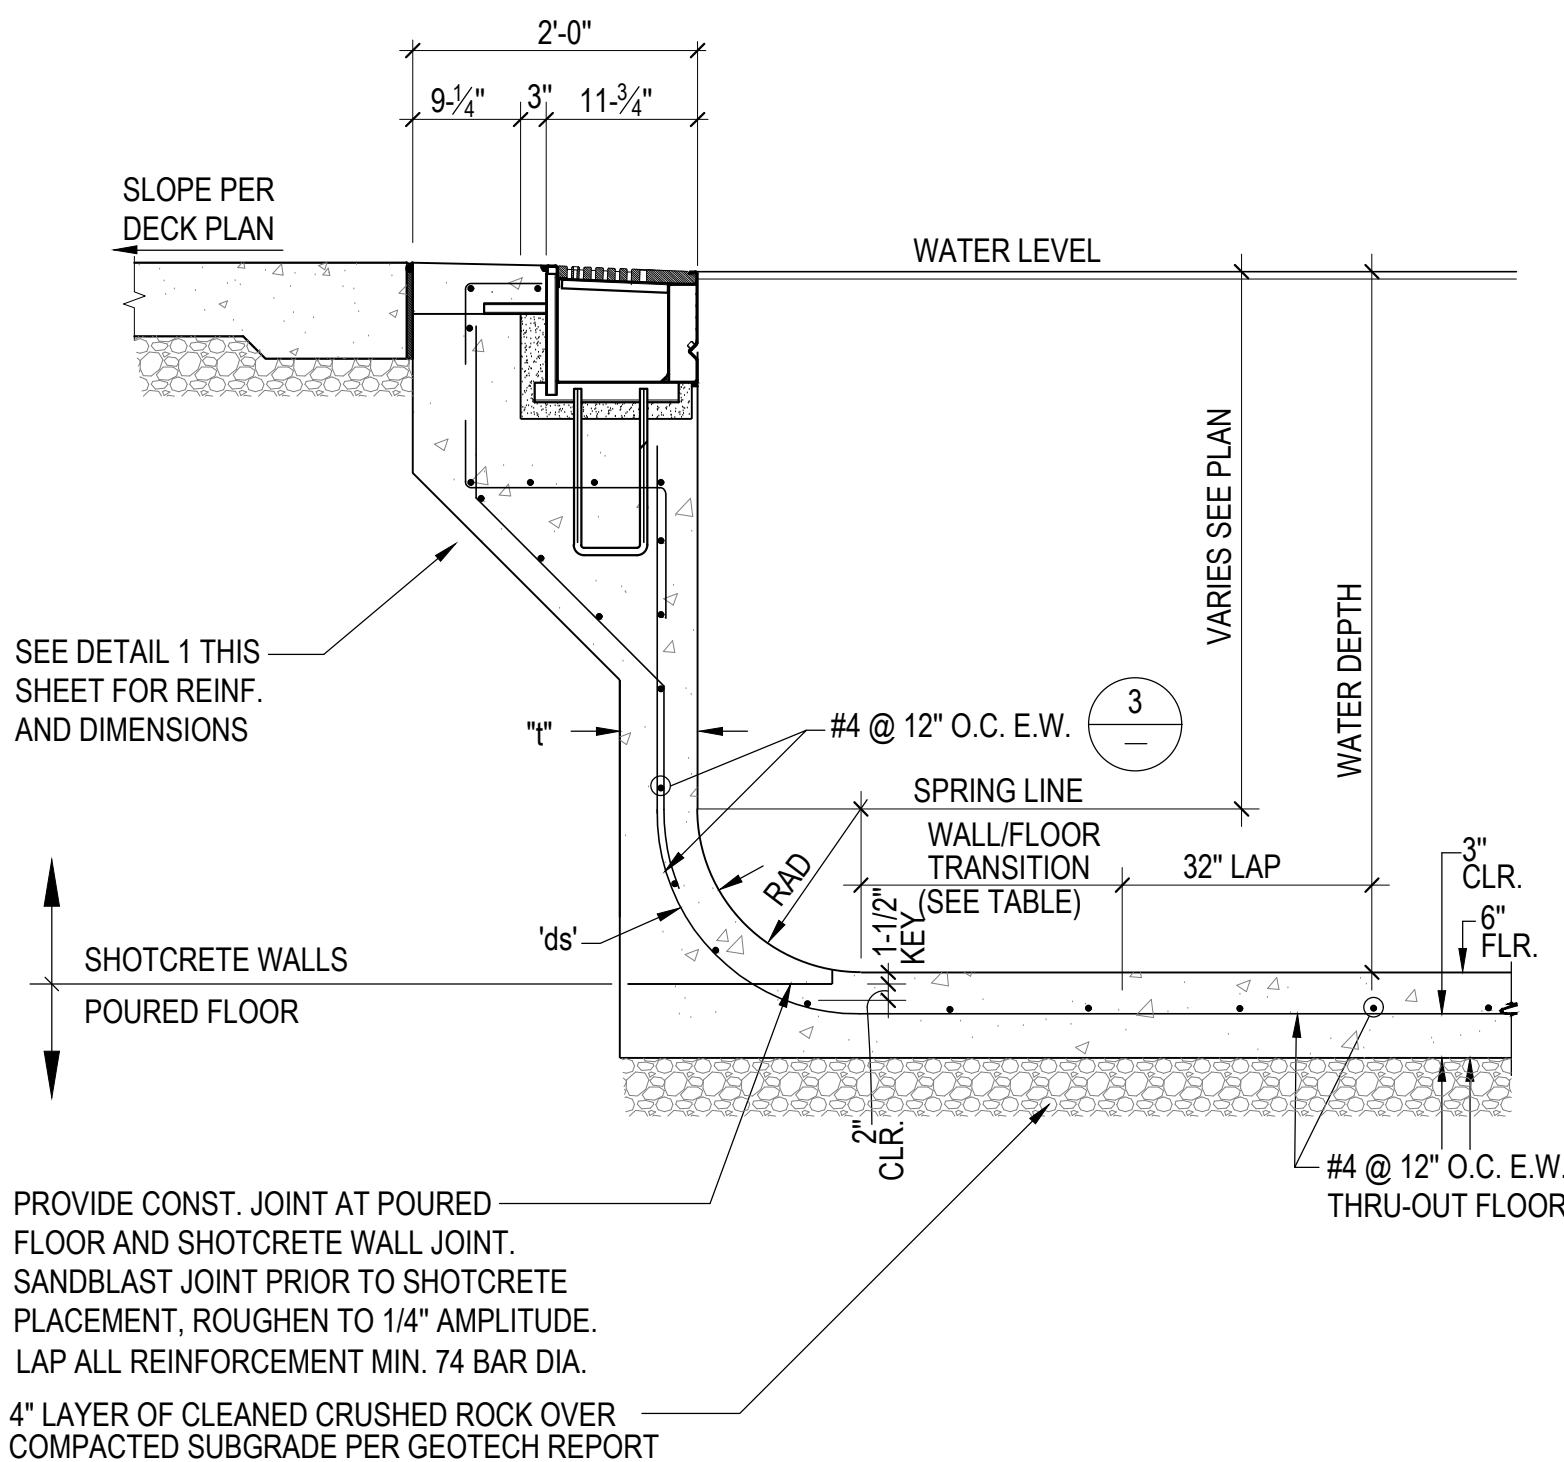 2'-0"
9-1/4"
3"
11-3/4"
SLOPE PER
DECK PLAN
WATER LEVEL
VARIES SEE PLAN
WATER DEPTH
SEE DETAIL 1 THIS
SHEET FOR REINF.
AND DIMENSIONS
"t"
#4 @ 12" O.C. E.W.
3
—
SPRING LINE
WALL/FLOOR
TRANSITION
(SEE TABLE)
32" LAP
RAD
1-1/2"
KEY
3"
CLR.
6"
FLR.
'ds'
SHOTCRETE WALLS
POURED FLOOR
2"
CLR.
#4 @ 12" O.C. E.W.
THRU-OUT FLOOR
PROVIDE CONST. JOINT AT POURED
FLOOR AND SHOTCRETE WALL JOINT.
SANDBLAST JOINT PRIOR TO SHOTCRETE
PLACEMENT, ROUGHEN TO 1/4" AMPLITUDE.
LAP ALL REINFORCEMENT MIN. 74 BAR DIA.
4" LAYER OF CLEANED CRUSHED ROCK OVER
COMPACTED SUBGRADE PER GEOTECH REPORT